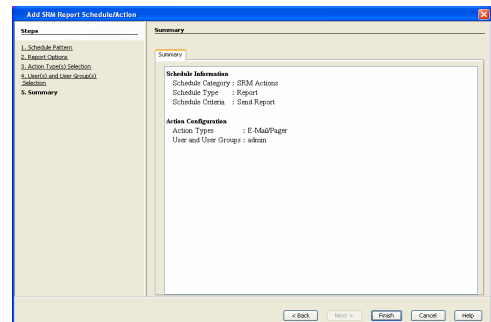 Add SRM Report Schedule/Action
Steps
1. Schedule Pattern
2. Report Options
3. Action Type(s) Selection
4. User(s) and User Group(s)
Selection
5. Summary
Summary
Summary
Schedule Information
Schedule Category : SRM Actions
Schedule Type : Report
Schedule Criteria : Send Report
Action Configuration
Action Types : E-Mail/Pager
User and User Groups : admin
< Back
Next >
Finish
Cancel
Help